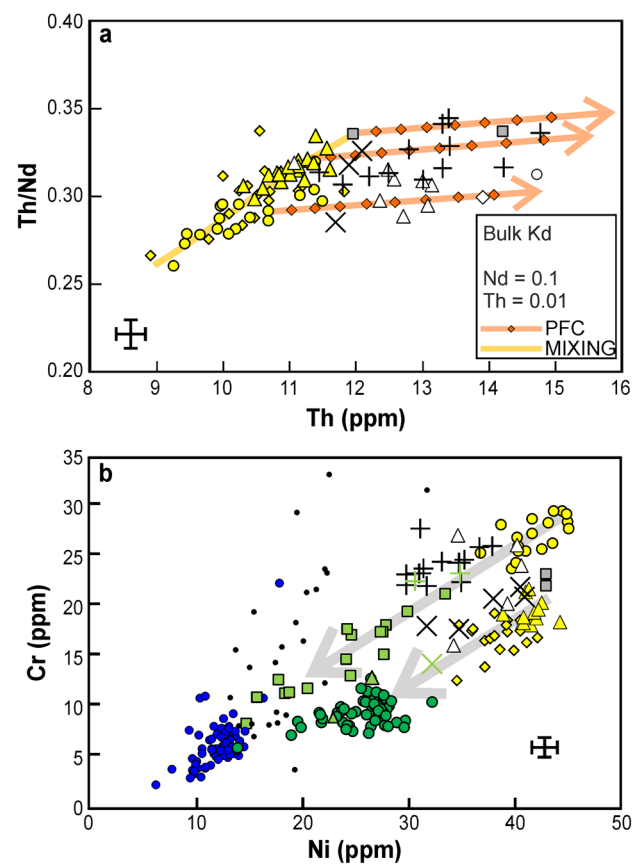 0.40
a
0.35
0.30
0.25
0.20
Th/Nd
Bulk Kd
Nd = 0.1
Th = 0.01
PFC
MIXING
8 9 10 11 12 13 14 15 16
Th (ppm)
35
b
30
25
20
15
10
5
0
Cr (ppm)
0 10 20 30 40 50
Ni (ppm)